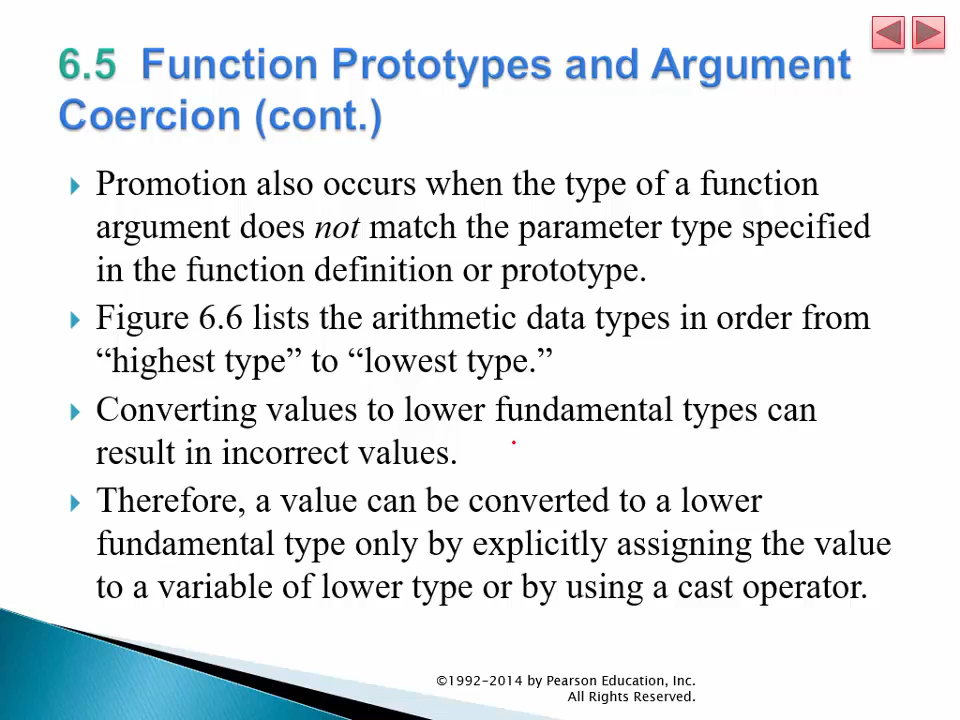 6.5 Function Prototypes and Argument
Coercion (cont.)
Promotion also occurs when the type of a function
argument does not match the parameter type specified
in the function definition or prototype.
Figure 6.6 lists the arithmetic data types in order from
“highest type” to “lowest type.”
Converting values to lower fundamental types can
result in incorrect values.
Therefore, a value can be converted to a lower
fundamental type only by explicitly assigning the value
to a variable of lower type or by using a cast operator.
©1992-2014 by Pearson Education, Inc.
All Rights Reserved.